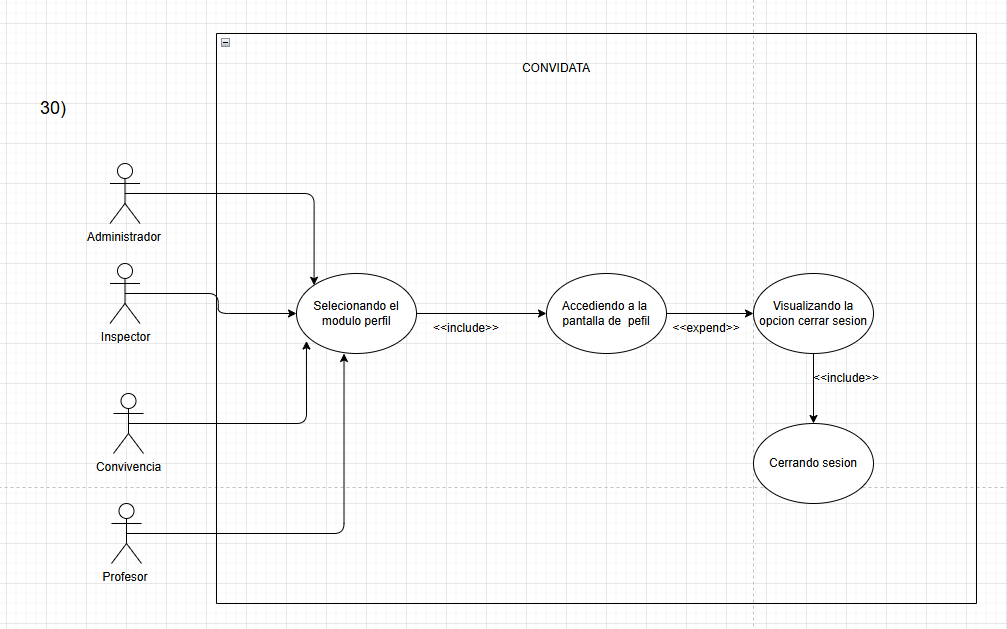 CONVIDATA
30)
Administrador
Inspector
Selecionando el
modulo perfil
<<include>>
Accediendo a la
pantalla de pefil
<<expend>>
Visualizando la
opcion cerrar sesion
<<include>>
Convivencia
Cerrando sesion
Profesor